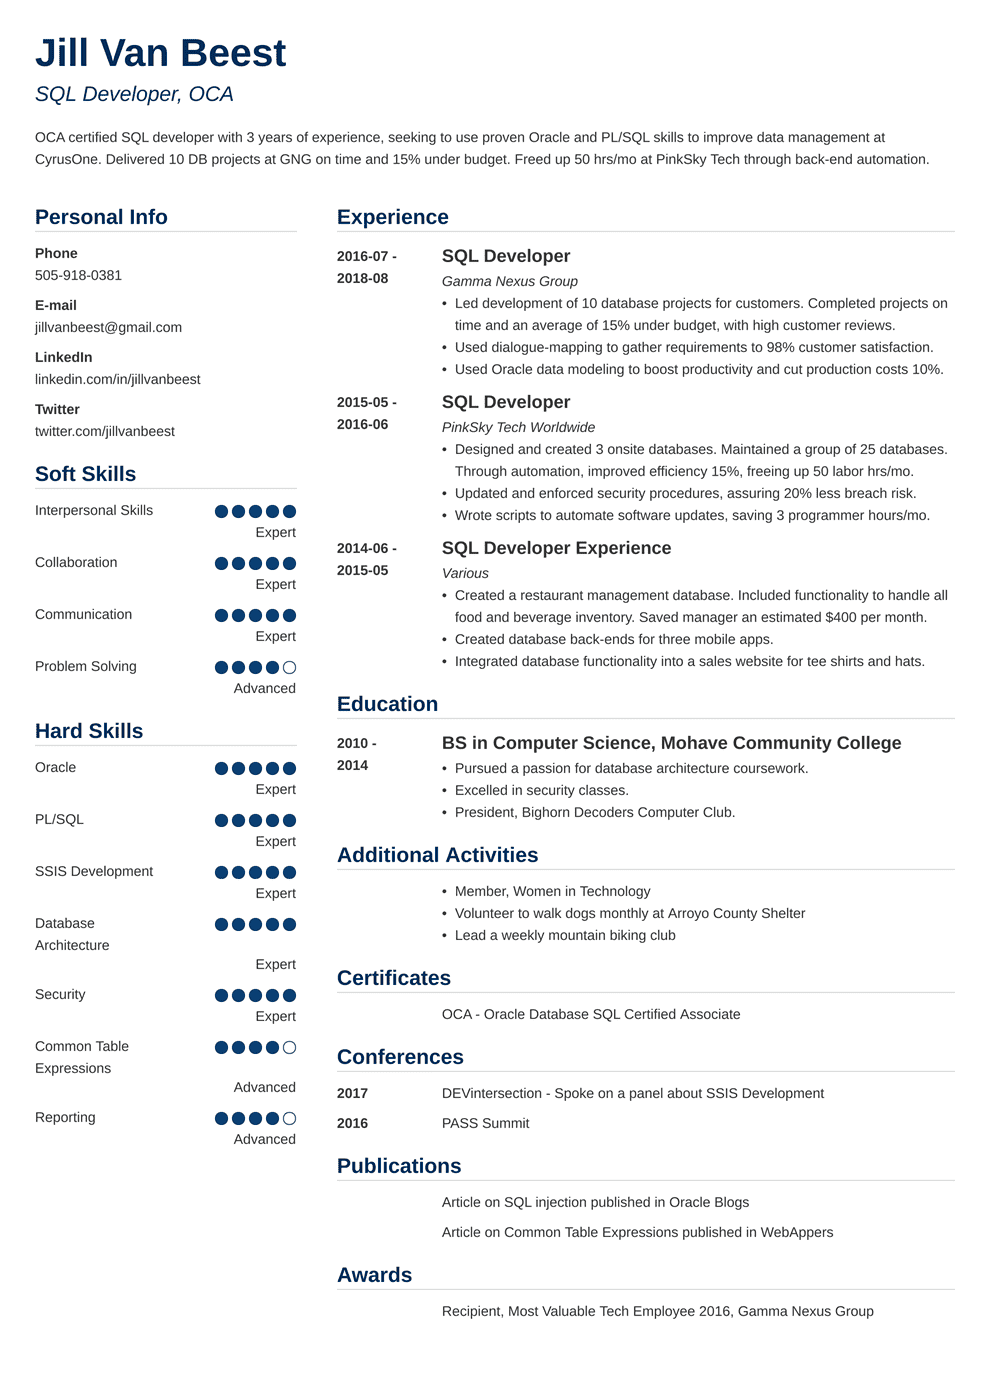 Jill Van Beest
SQL Developer, OCA
OCA certified SQL developer with 3 years of experience, seeking to use proven Oracle and PL/SQL skills to improve data management at
CyrusOne. Delivered 10 DB projects at GNG on time and 15% under budget. Freed up 50 hrs/mo at PinkSky Tech through back-end automation.
Personal Info
Phone
505-918-0381
E-mail
jillvanbeest@gmail.com
LinkedIn
linkedin.com/in/jillvanbeest
Twitter
twitter.com/jillvanbeest
Soft Skills
Interpersonal Skills
Expert
Collaboration
Expert
Communication
Expert
Problem Solving
Advanced
Hard Skills
Oracle
Expert
PL/SQL
Expert
SSIS Development
Expert
Database
Architecture
Expert
Security
Expert
Common Table
Expressions
Advanced
Reporting
Advanced
Experience
2016-07 -
2018-08
SQL Developer
Gamma Nexus Group
• Led development of 10 database projects for customers. Completed projects on
time and an average of 15% under budget, with high customer reviews.
• Used dialogue-mapping to gather requirements to 98% customer satisfaction.
• Used Oracle data modeling to boost productivity and cut production costs 10%.
2015-05 -
2016-06
SQL Developer
PinkSky Tech Worldwide
• Designed and created 3 onsite databases. Maintained a group of 25 databases.
Through automation, improved efficiency 15%, freeing up 50 labor hrs/mo.
• Updated and enforced security procedures, assuring 20% less breach risk.
• Wrote scripts to automate software updates, saving 3 programmer hours/mo.
2014-06 -
2015-05
SQL Developer Experience
Various
• Created a restaurant management database. Included functionality to handle all
food and beverage inventory. Saved manager an estimated $400 per month.
• Created database back-ends for three mobile apps.
• Integrated database functionality into a sales website for tee shirts and hats.
Education
2010 -
2014
BS in Computer Science, Mohave Community College
• Pursued a passion for database architecture coursework.
• Excelled in security classes.
• President, Bighorn Decoders Computer Club.
Additional Activities
• Member, Women in Technology
• Volunteer to walk dogs monthly at Arroyo County Shelter
• Lead a weekly mountain biking club
Certificates
OCA - Oracle Database SQL Certified Associate
Conferences
2017 DEVintersection - Spoke on a panel about SSIS Development
2016 PASS Summit
Publications
Article on SQL injection published in Oracle Blogs
Article on Common Table Expressions published in WebAppers
Awards
Recipient, Most Valuable Tech Employee 2016, Gamma Nexus Group